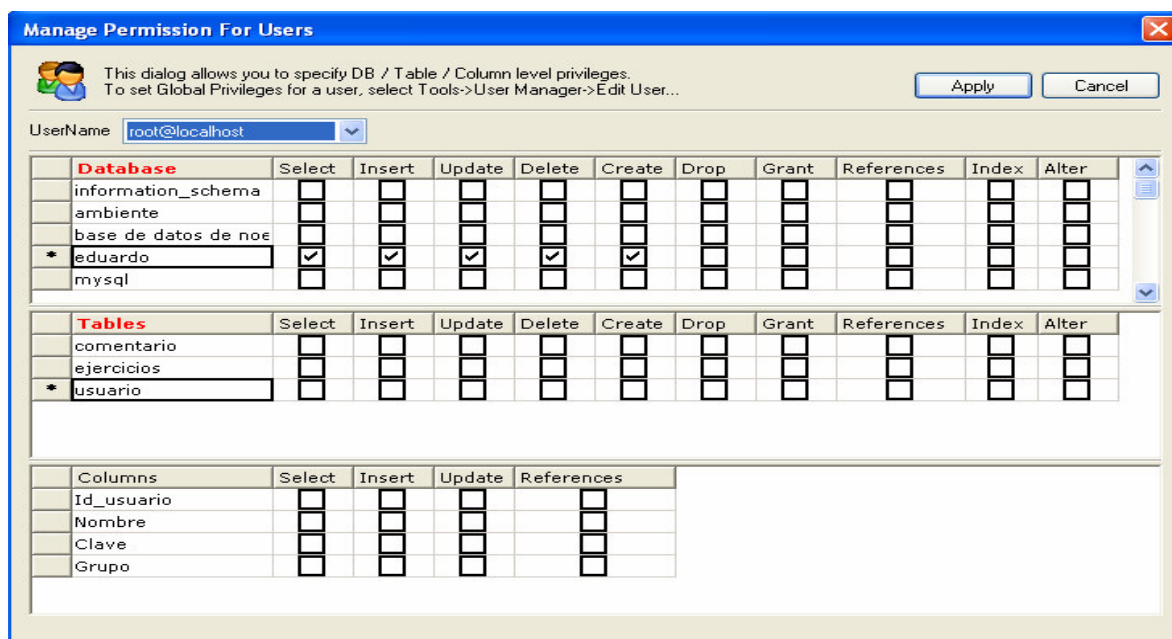 Manage Permission For Users
This dialog allows you to specify DB / Table / Column level privileges.
To set Global Privileges for a user, select Tools->User Manager->Edit User...
Apply Cancel
UserName root@localhost
Database Select Insert Update Delete Create Drop Grant References Index Alter
information_schema
ambiente
base de datos de noe
* eduardo
mysql
Tables Select Insert Update Delete Create Drop Grant References Index Alter
comentario
ejercicios
* usuario
Columns Select Insert Update References
Id_usuario
Nombre
Clave
Grupo